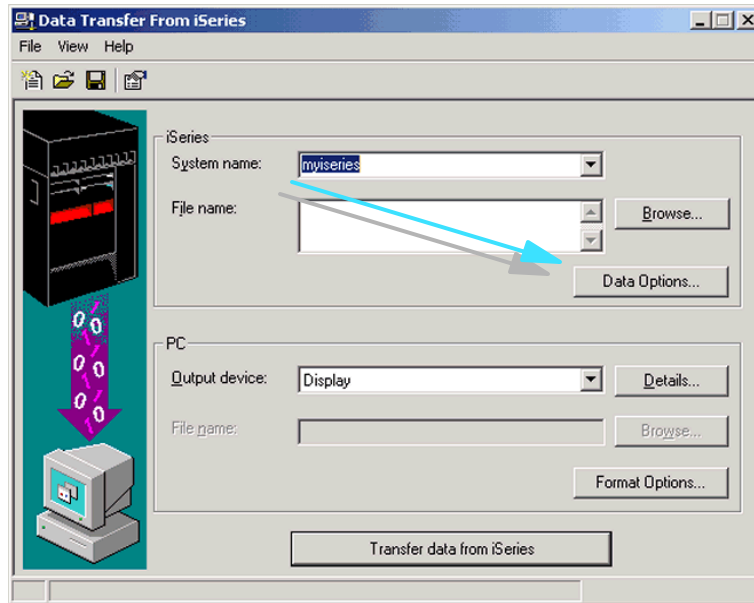 Data Transfer From iSeries
File View Help
iSeries
System name: myiseries
File name: Browse...
Data Options...
PC
Output device: Display Details...
File name: Browse...
Format Options...
Transfer data from iSeries